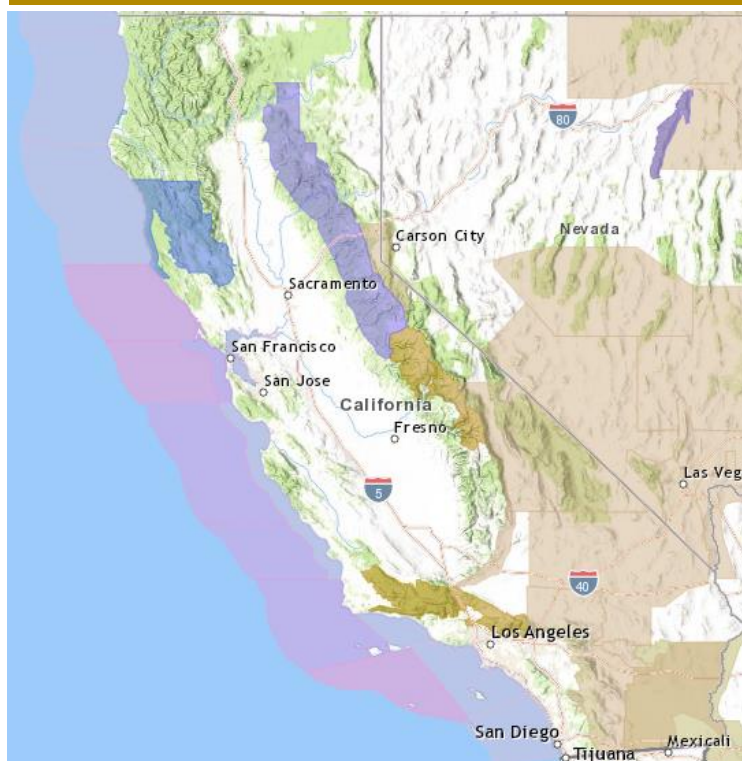 80
Carson City
Nevada
Sacramento
San Francisco
San Jose
California
Fresno
Las Veg
5
40
Los Angeles
San Diego
Mexicali
Tijuana